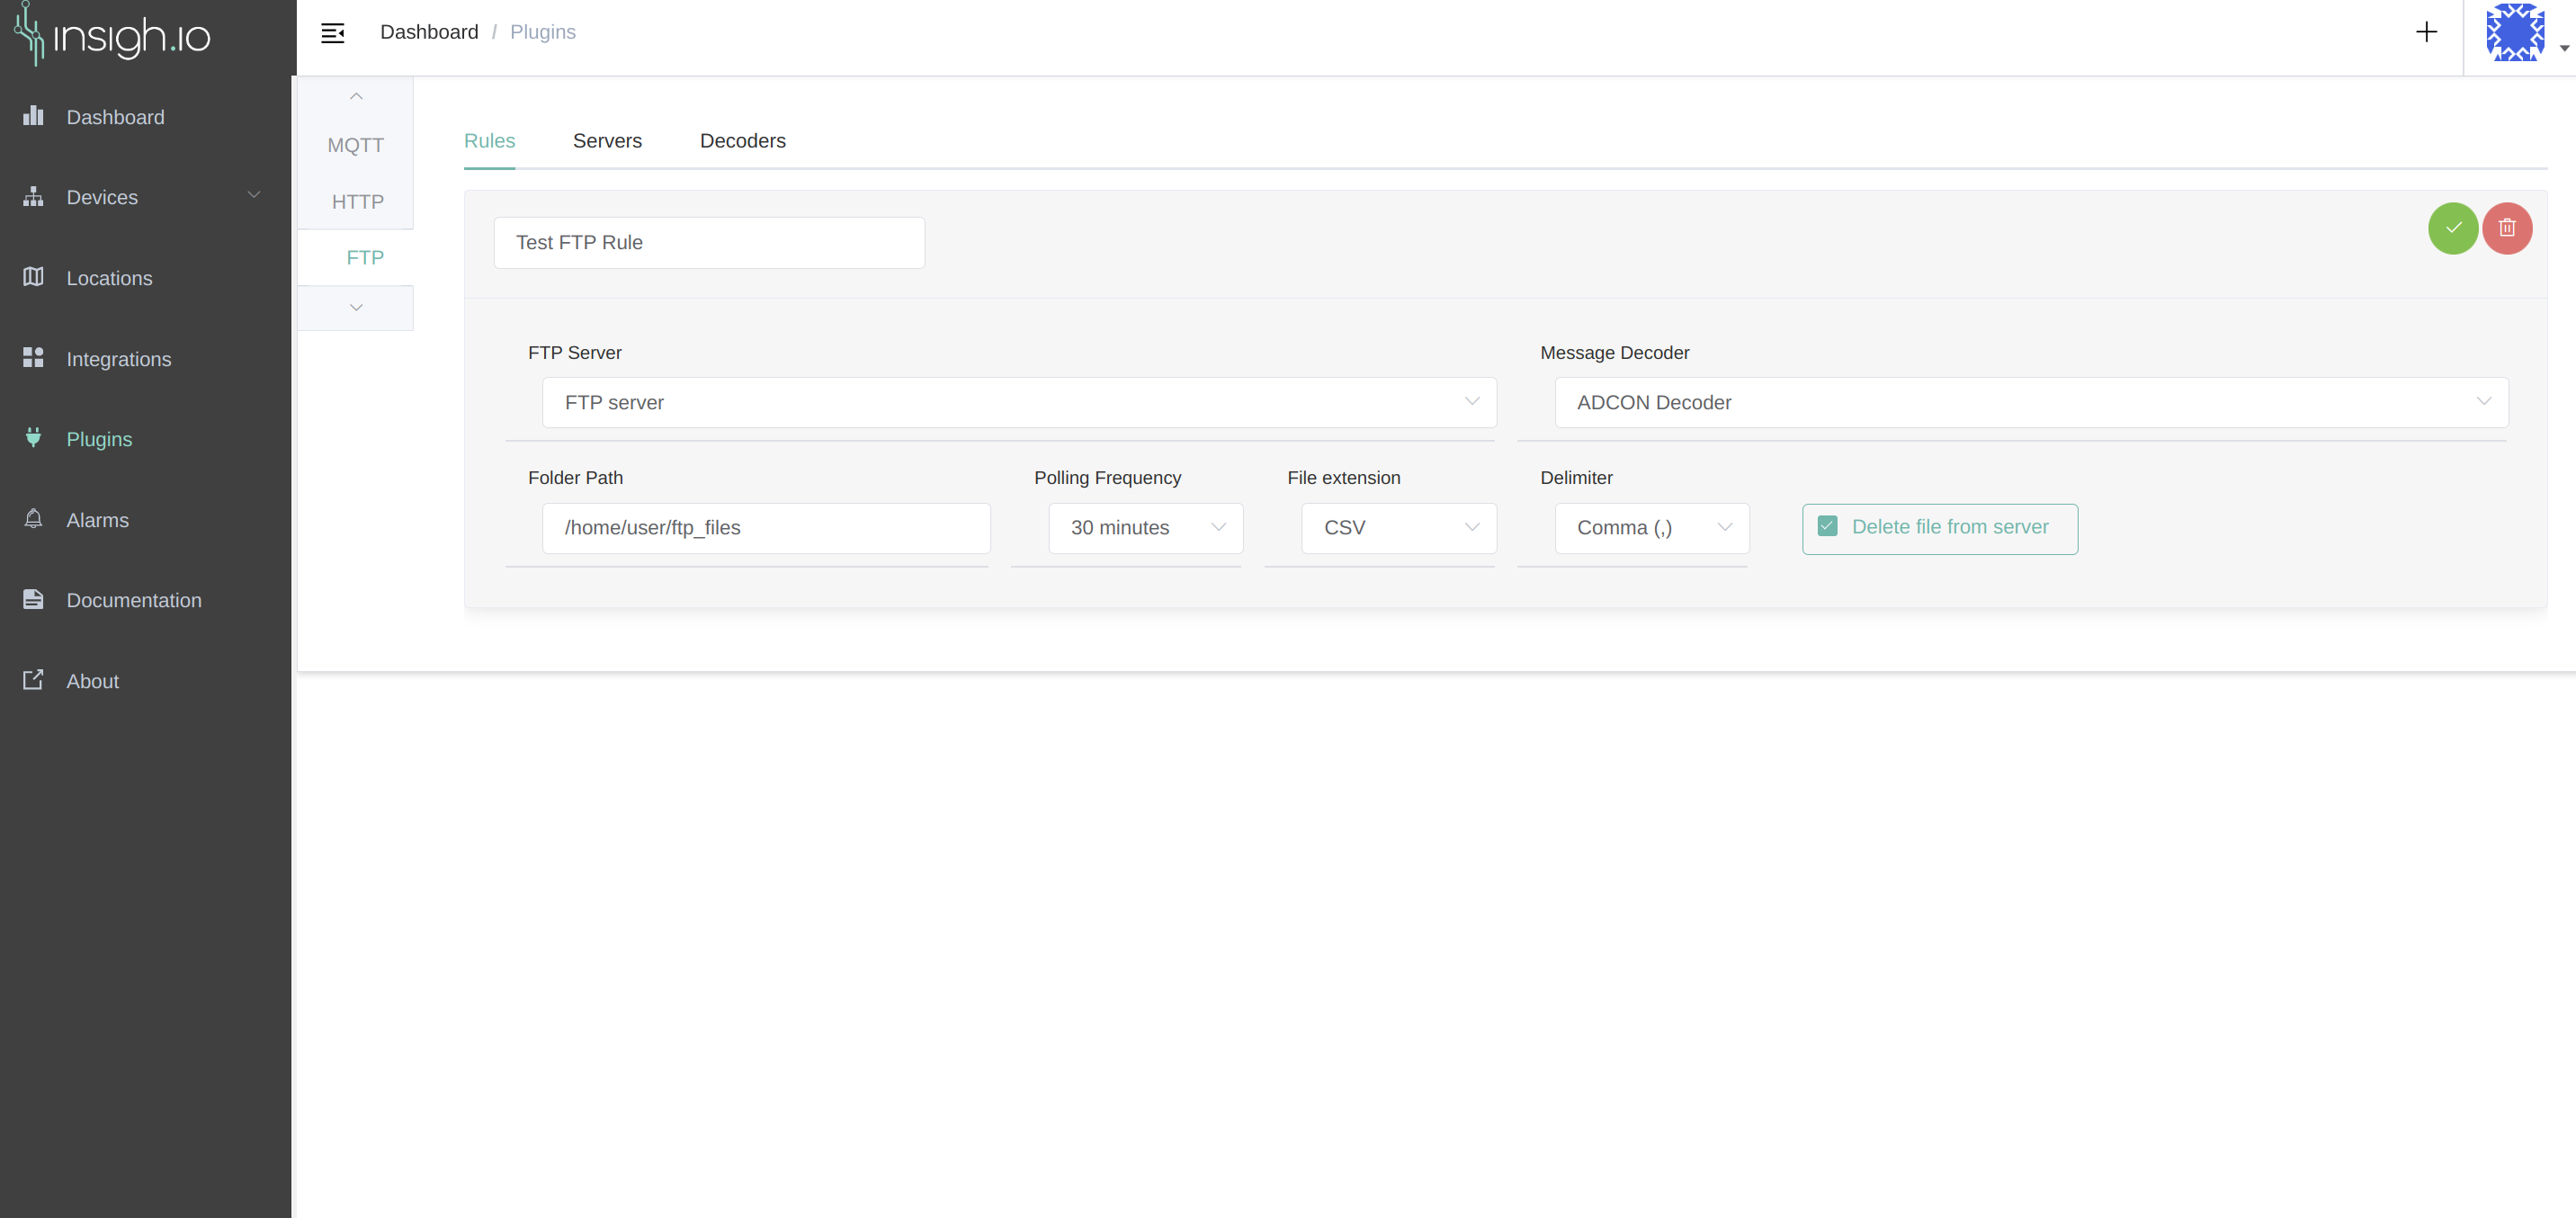 insigh.io
Dashboard
Devices
Locations
Integrations
Plugins
Alarms
Documentation
About
Dashboard / Plugins
MQTT
HTTP
FTP
Rules Servers Decoders
Test FTP Rule
FTP Server Message Decoder
FTP server ADCON Decoder
Folder Path Polling Frequency File extension Delimiter
/home/user/ftp_files 30 minutes CSV Comma (,) Delete file from server